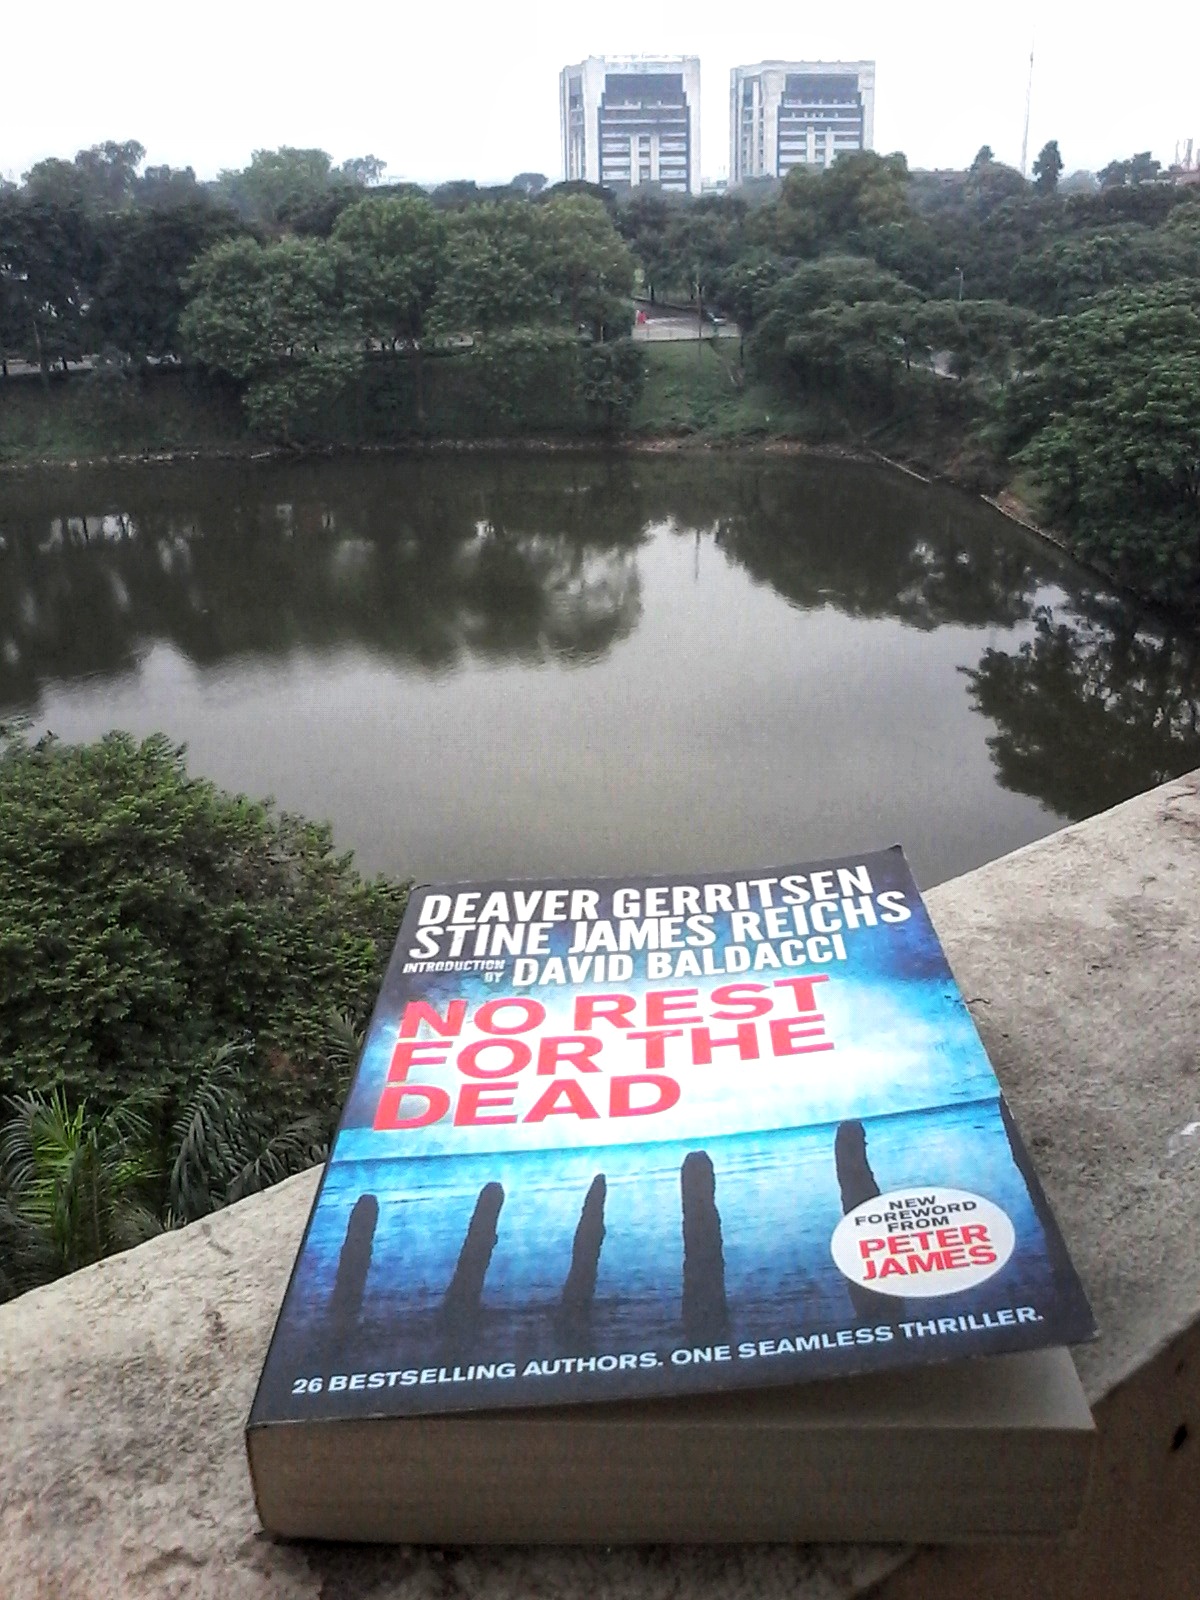 DEAVER GERRITSEN
STINE JAMES REICHS
INTRODUCTION
BY DAVID BALDACCI
NO REST
FOR THE
DEAD
NEW
FOREWORD
FROM
PETER
JAMES
26 BESTSELLING AUTHORS. ONE SEAMLESS THRILLER.